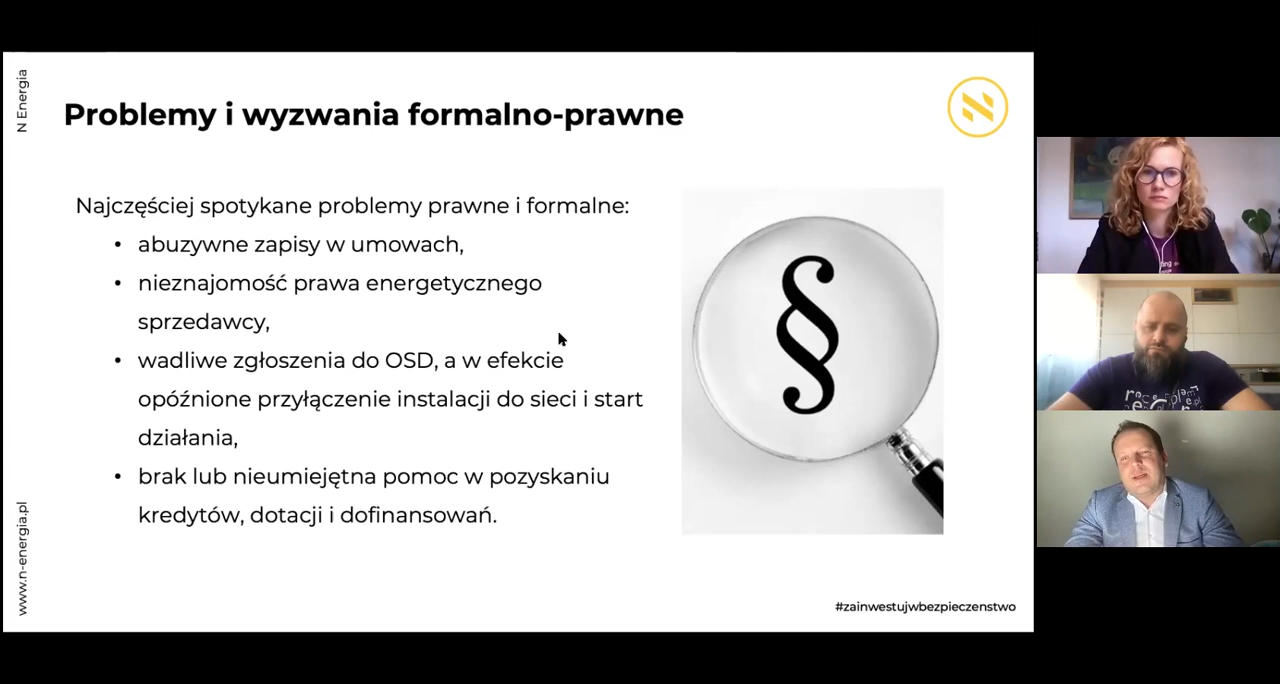 N Energia
Problemy i wyzwania formalno-prawne
Najczęściej spotykane problemy prawne i formalne:
• abuzywne zapisy w umowach,
• nieznajomość prawa energetycznego
sprzedawcy,
• wadliwe zgłoszenia do OSD, a w efekcie
opóźnione przyłączenie instalacji do sieci i start
działania,
• brak lub nieumiejętna pomoc w pozyskaniu
kredytów, dotacji i dofinansowań.
§
www.n-energia.pl
#zainwestujwbezpieczenstwo